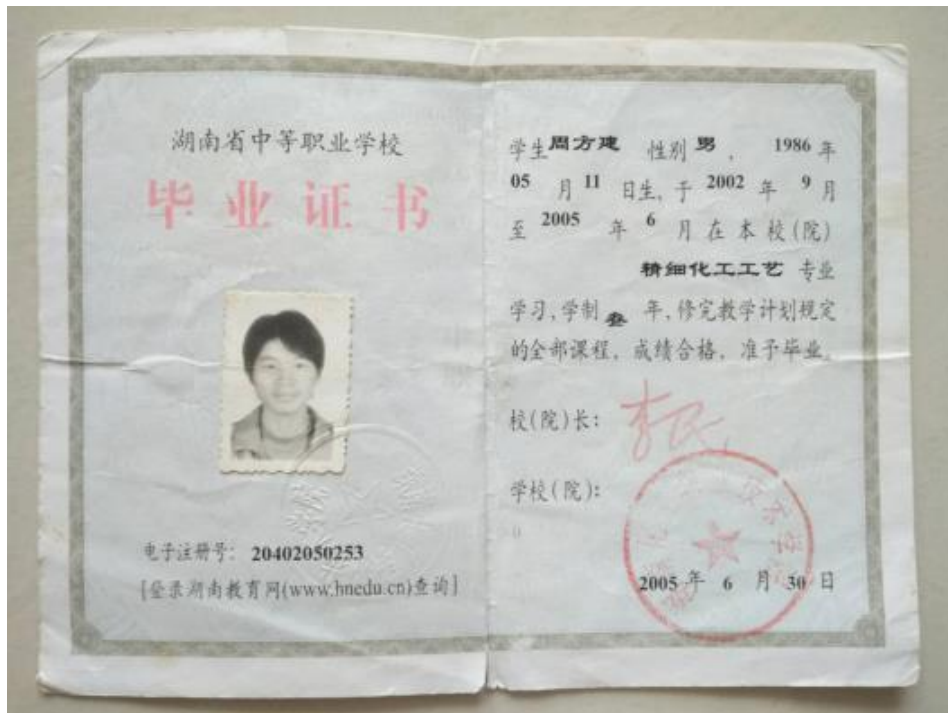 湖南省中等职业学校
毕业证书
电子注册号: 20402050253
[登录湖南教育网(www.hnedu.cn)查询]
学生周方建 性别 男, 1986 年
05 月 11 日生, 于 2002 年 9 月
至 2005 年 6 月在本校(院)
精细化工工艺 专业
学习, 学制 叁 年, 修完教学计划规定
的全部课程, 成绩合格, 准予毕业。
校(院)长:
学校(院):
2005 年 6 月 30 日